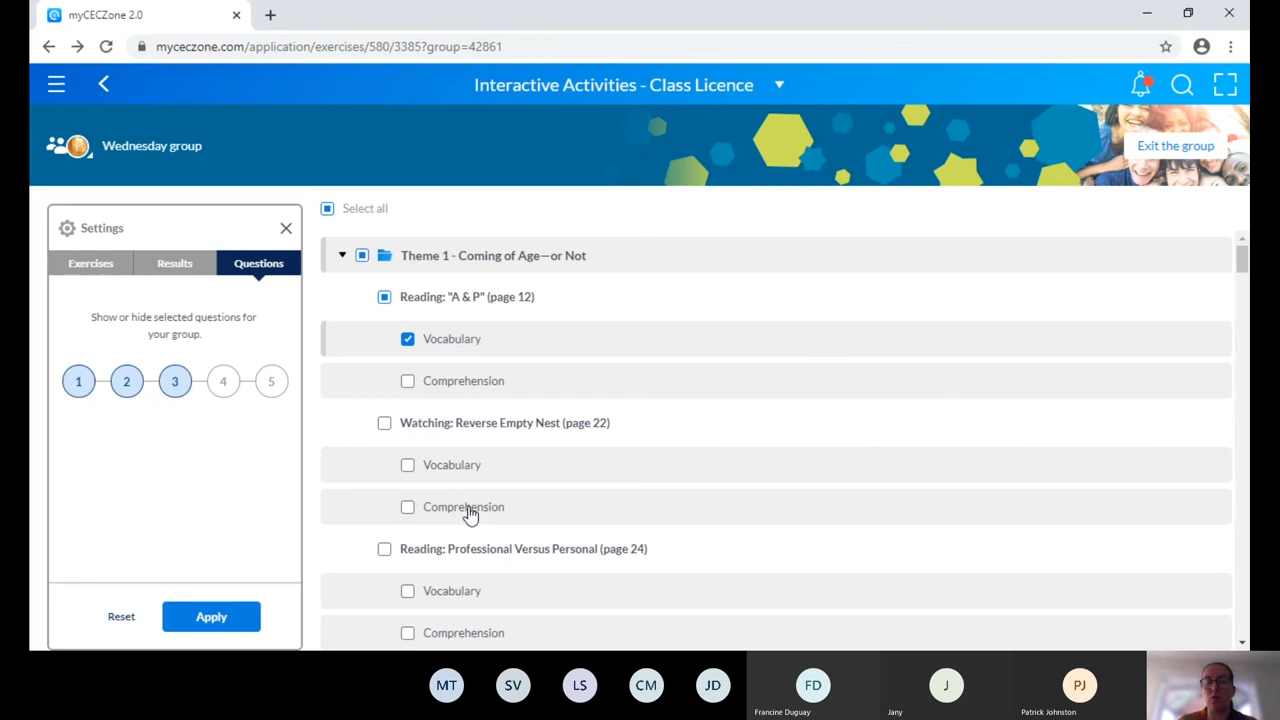 myCECZone 2.0
myceczone.com/application/exercises/580/3385?group=42861
Interactive Activities - Class Licence
Wednesday group
Exit the group
Settings
Exercises
Results
Questions
Show or hide selected questions for
your group.
1
2
3
4
5
Reset
Apply
Select all
Theme 1 - Coming of Age—or Not
Reading: "A & P" (page 12)
Vocabulary
Comprehension
Watching: Reverse Empty Nest (page 22)
Vocabulary
Comprehension
Reading: Professional Versus Personal (page 24)
Vocabulary
Comprehension
MT
SV
LS
CM
JD
FD
J
PJ
Francine Duguay
Jany
Patrick Johnston